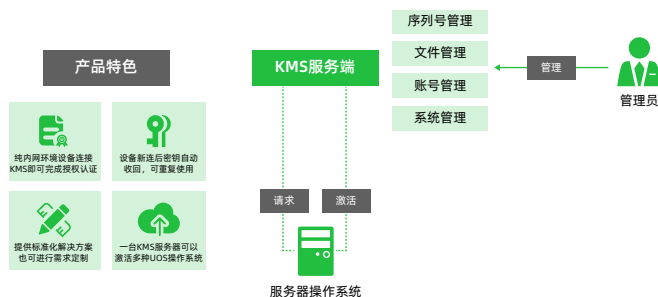 产品特色
纯内网环境设备连接
KMS即可完成授权认证
设备新连后密钥自动
收回，可重复使用
提供标准化解决方案
也可进行需求定制
一台KMS服务器可以
激活多种UOS操作系统
KMS服务端
序列号管理
文件管理
账号管理
系统管理
管理
管理员
请求
激活
服务器操作系统